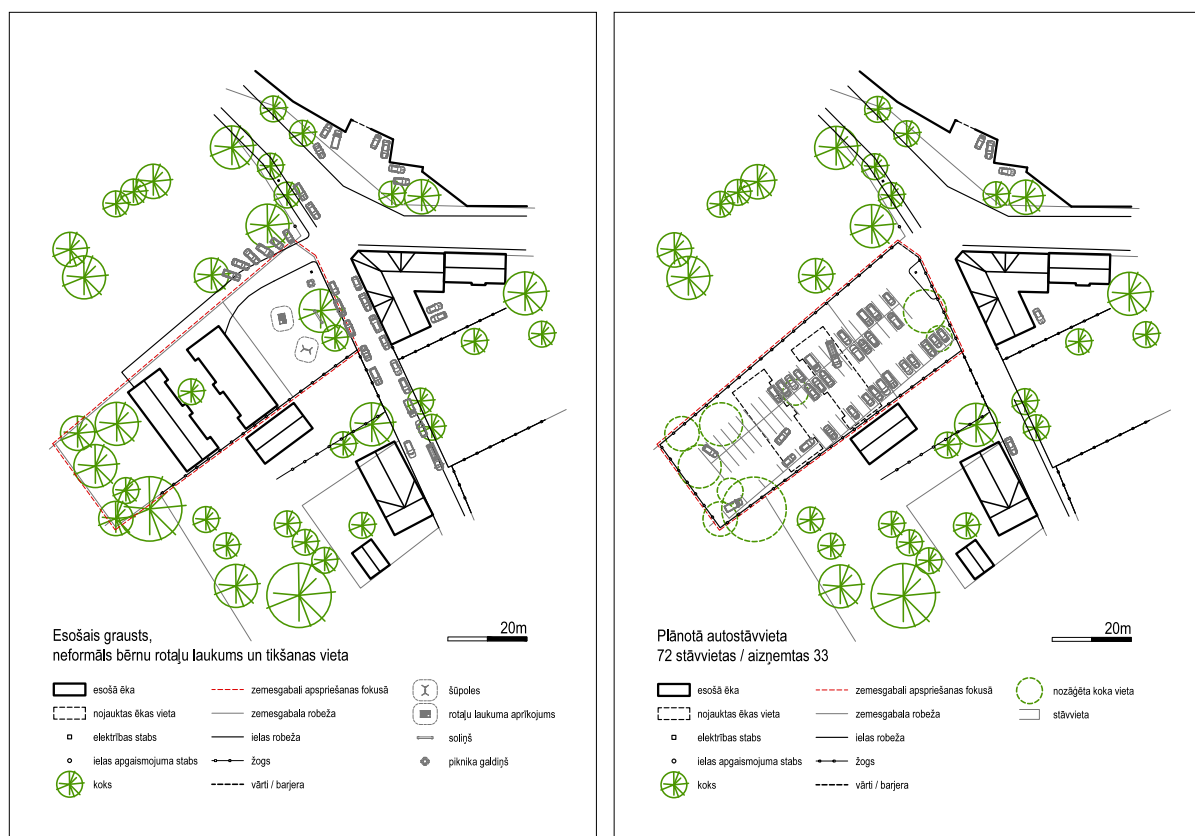 20m
Esošais grausts,
neformāls bērnu rotaļu laukums un tikšanas vieta
esošā ēka
nojauktas ēkas vieta
elektrības stabs
ielas apgaismojuma stabs
koks
zemesgabali apspriešanas fokusā
zemesgabala robeža
ielas robeža
žogs
vārti / barjera
šūpoles
rotaļu laukuma aprīkojums
soliņš
piknika galdiņš
20m
Plānotā autostāvvieta
72 stāvvietas / aizņemtas 33
esošā ēka
nojauktas ēkas vieta
elektrības stabs
ielas apgaismojuma stabs
koks
zemesgabali apspriešanas fokusā
zemesgabala robeža
ielas robeža
žogs
vārti / barjera
nozāģēta koka vieta
stāvvieta